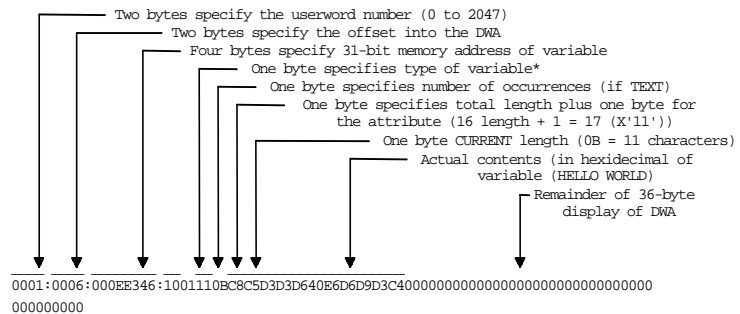 Two bytes specify the userword number (0 to 2047)
Two bytes specify the offset into the DWA
Four bytes specify 31-bit memory address of variable
One byte specifies type of variable*
One byte specifies number of occurrences (if TEXT)
One byte specifies total length plus one byte for
the attribute (16 length + 1 = 17 (X'11'))
One byte CURRENT length (0B = 11 characters)
Actual contents (in hexidecimal of
variable (HELLO WORLD)
Remainder of 36-byte
display of DWA
0001:0006:000EE346:1001110BC8C5D3D3D640E6D6D9D3C40000000000000000000000000000000000
000000000